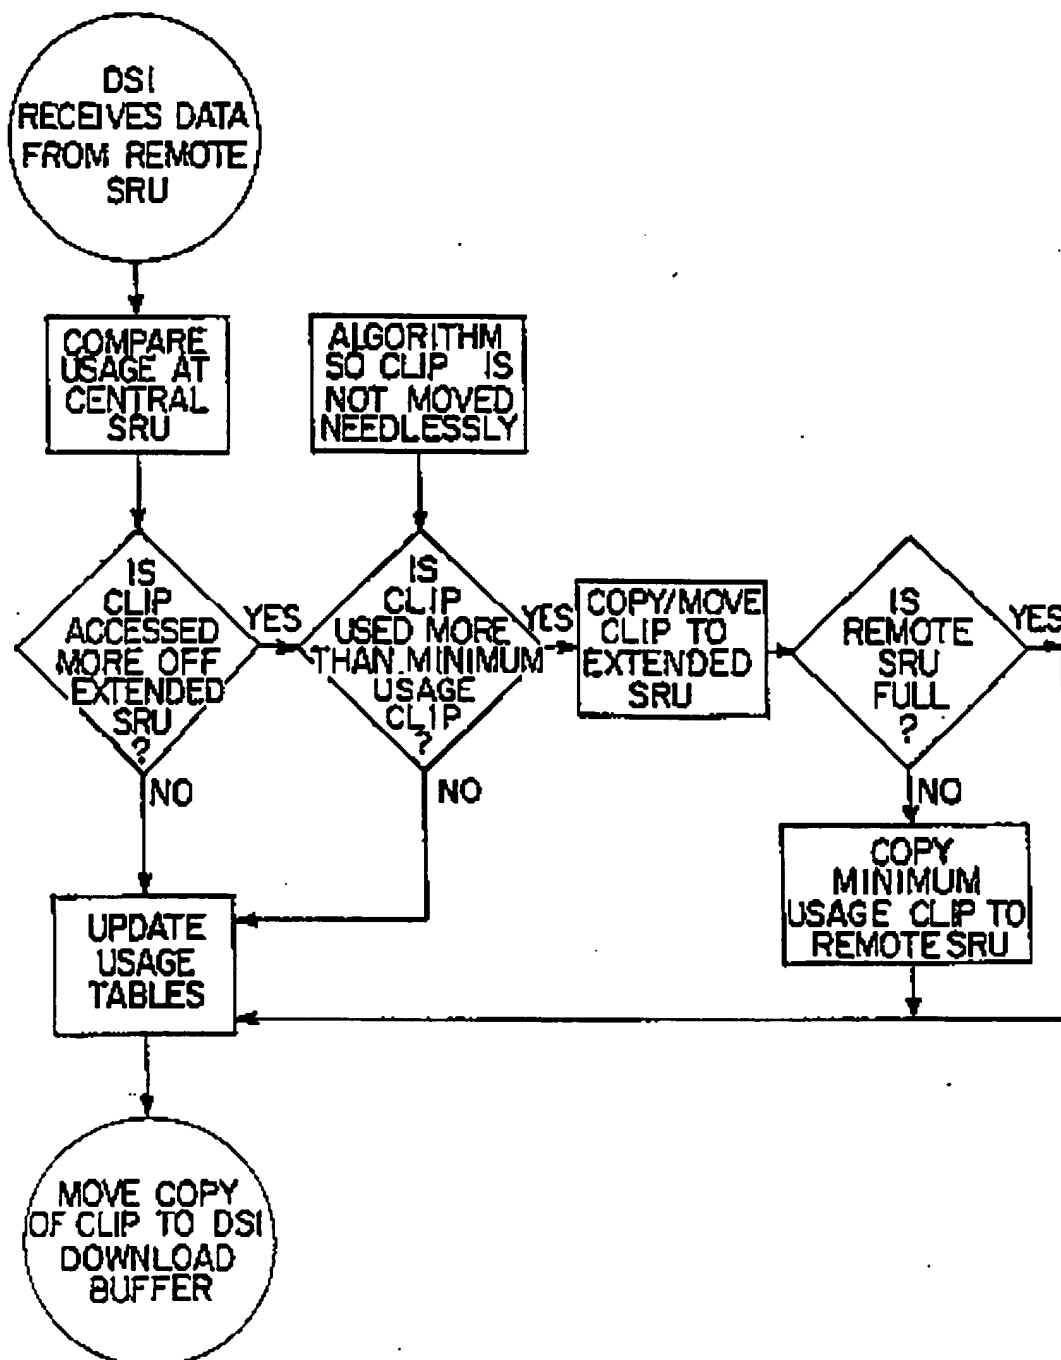 DSI
RECEIVES DATA
FROM REMOTE
SRU
COMPARE
USAGE AT
CENTRAL
SRU
ALGORITHM
SO CLIP IS
NOT MOVED
NEEDLESSLY
IS
CLIP
ACCESSED
MORE OFF
EXTENDED
SRU
?
YES
NO
IS
CLIP
USED MORE
THAN MINIMUM
USAGE
CLIP
?
YES
NO
COPY/MOVE
CLIP TO
EXTENDED
SRU
IS
REMOTE
SRU
FULL
?
YES
NO
COPY
MINIMUM
USAGE CLIP TO
REMOTE SRU
UPDATE
USAGE
TABLES
MOVE COPY
OF CLIP TO DSI
DOWNLOAD
BUFFER